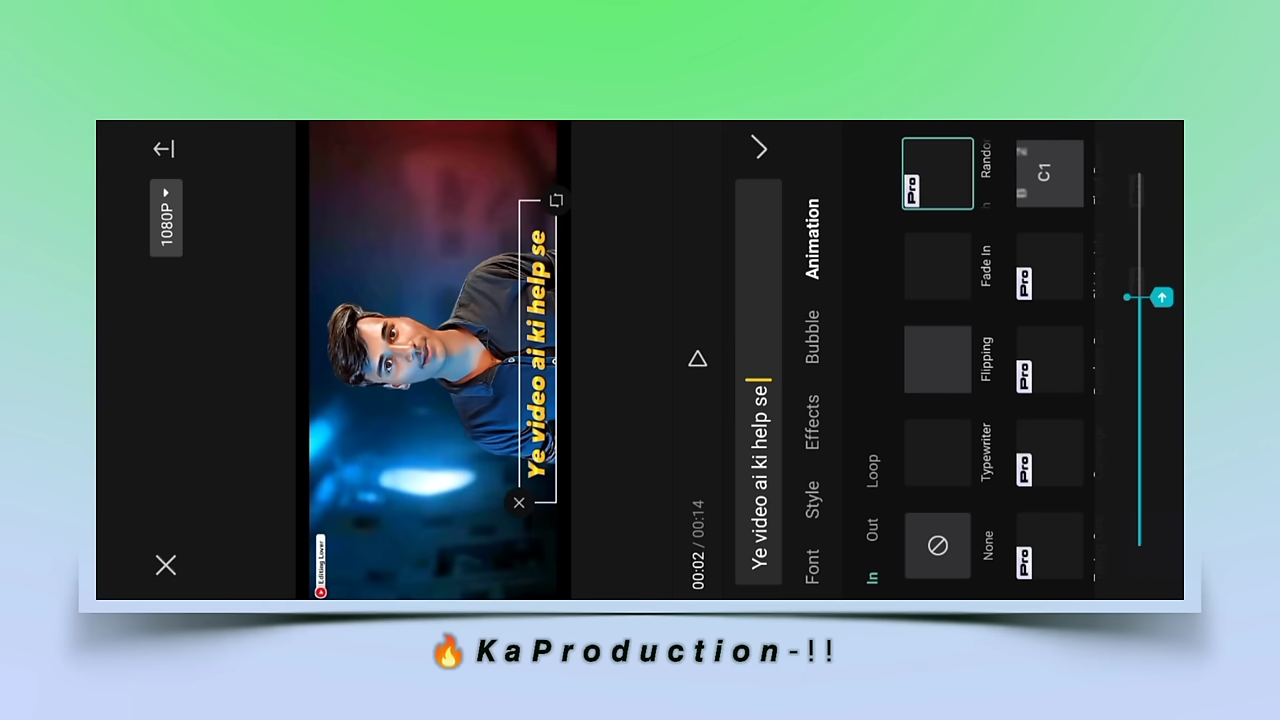 1080P
Editing Lover
Ye video ai ki help se
00:02 / 00:14
Ye video ai ki help se
Font Style Effects Bubble Animation
In Out Loop
None Typewriter Flipping Fade In Rando
Pro
C1
Pro
Pro
Pro
Pro
🔥KaProduction-!!